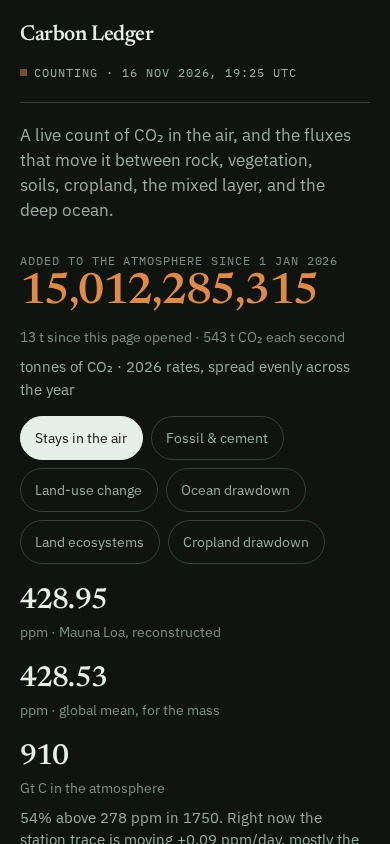 Carbon Ledger
COUNTING · 16 NOV 2026, 19:25 UTC
A live count of CO₂ in the air, and the fluxes
that move it between rock, vegetation,
soils, cropland, the mixed layer, and the
deep ocean.
ADDED TO THE ATMOSPHERE SINCE 1 JAN 2026
15,012,285,315
13 t since this page opened · 543 t CO₂ each second
tonnes of CO₂ · 2026 rates, spread evenly across
the year
Stays in the air
Fossil & cement
Land-use change
Ocean drawdown
Land ecosystems
Cropland drawdown
428.95
ppm · Mauna Loa, reconstructed
428.53
ppm · global mean, for the mass
910
Gt C in the atmosphere
54% above 278 ppm in 1750. Right now the
station trace is moving +0.09 ppm/day, mostly the